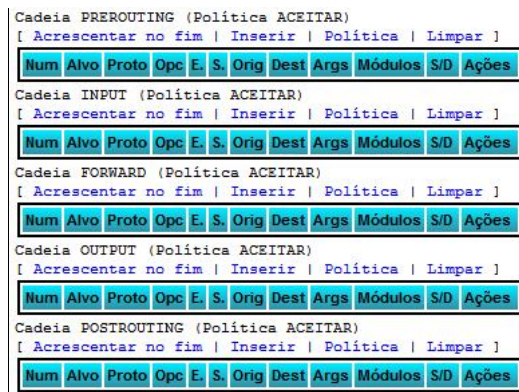 Cadeia PREROUTING (Política ACEITAR)
[ Acrescentar no fim | Inserir | Política | Limpar ]
Num Alvo Proto Opc E. S. Orig Dest Args Módulos S/D Ações
Cadeia INPUT (Política ACEITAR)
[ Acrescentar no fim | Inserir | Política | Limpar ]
Num Alvo Proto Opc E. S. Orig Dest Args Módulos S/D Ações
Cadeia FORWARD (Política ACEITAR)
[ Acrescentar no fim | Inserir | Política | Limpar ]
Num Alvo Proto Opc E. S. Orig Dest Args Módulos S/D Ações
Cadeia OUTPUT (Política ACEITAR)
[ Acrescentar no fim | Inserir | Política | Limpar ]
Num Alvo Proto Opc E. S. Orig Dest Args Módulos S/D Ações
Cadeia POSTROUTING (Política ACEITAR)
[ Acrescentar no fim | Inserir | Política | Limpar ]
Num Alvo Proto Opc E. S. Orig Dest Args Módulos S/D Ações